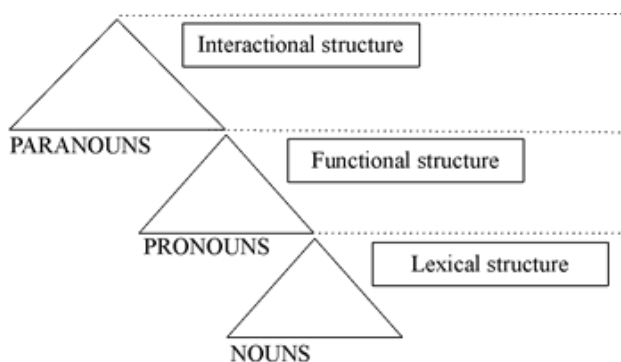 Interactional structure
PARANOUNS
Functional structure
PRONOUNS
Lexical structure
NOUNS